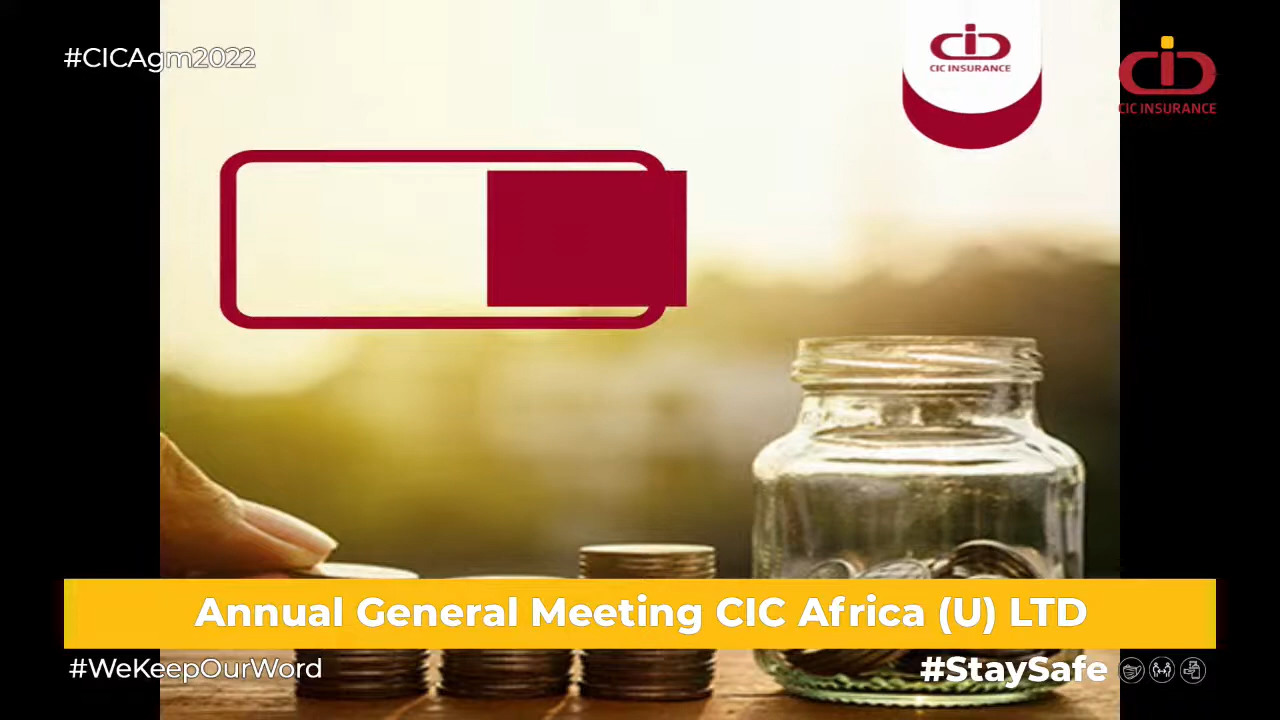 #CICAgm2022
CIC INSURANCE
CIC INSURANCE
Annual General Meeting CIC Africa (U) LTD
#WeKeepOurWord
#StaySafe